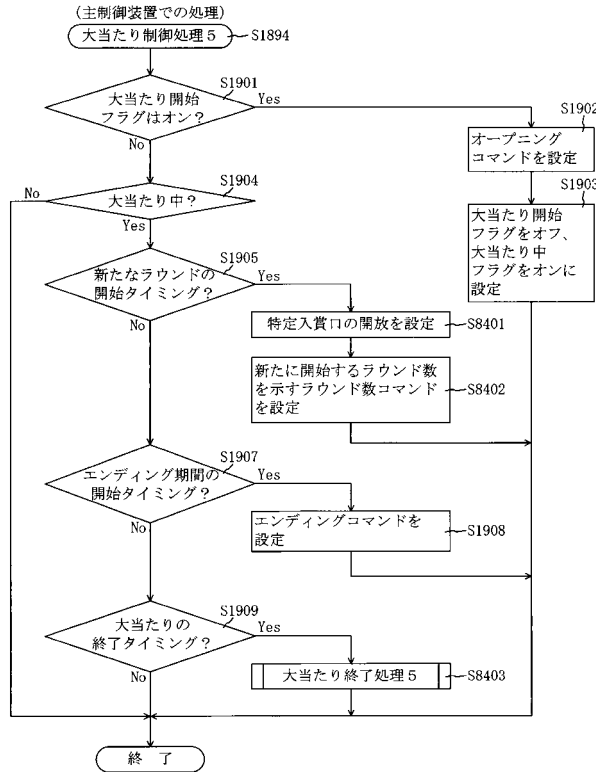 (主制御装置での処理)
大当たり制御処理5
S1894
S1901
大当たり開始
フラグはオン?
Yes
No
S1902
オープニング
コマンドを設定
S1903
大当たり開始
フラグをオフ、
大当たり中
フラグをオンに
設定
S1904
大当たり中?
No
Yes
S1905
新たなラウンドの
開始タイミング?
Yes
No
特定入賞口の開放を設定
S8401
新たに開始するラウンド数
を示すラウンド数コマンド
を設定
S8402
S1907
エンディング期間の
開始タイミング?
Yes
No
エンディングコマンドを
設定
S1908
S1909
大当たりの
終了タイミング?
Yes
No
大当たり終了処理5
S8403
終 了